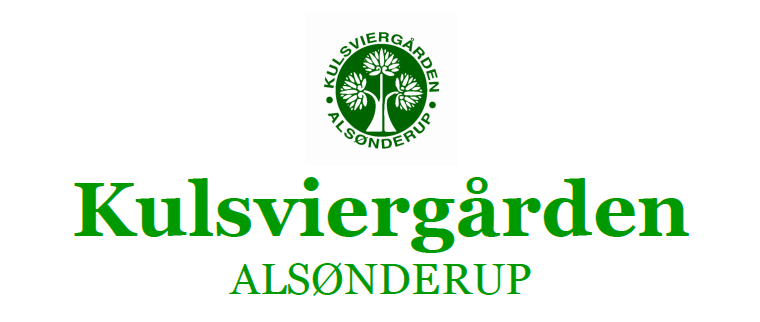 KULSVIERGÅRDEN
• ALSØNDERUP •
Kulsviergården
ALSØNDERUP